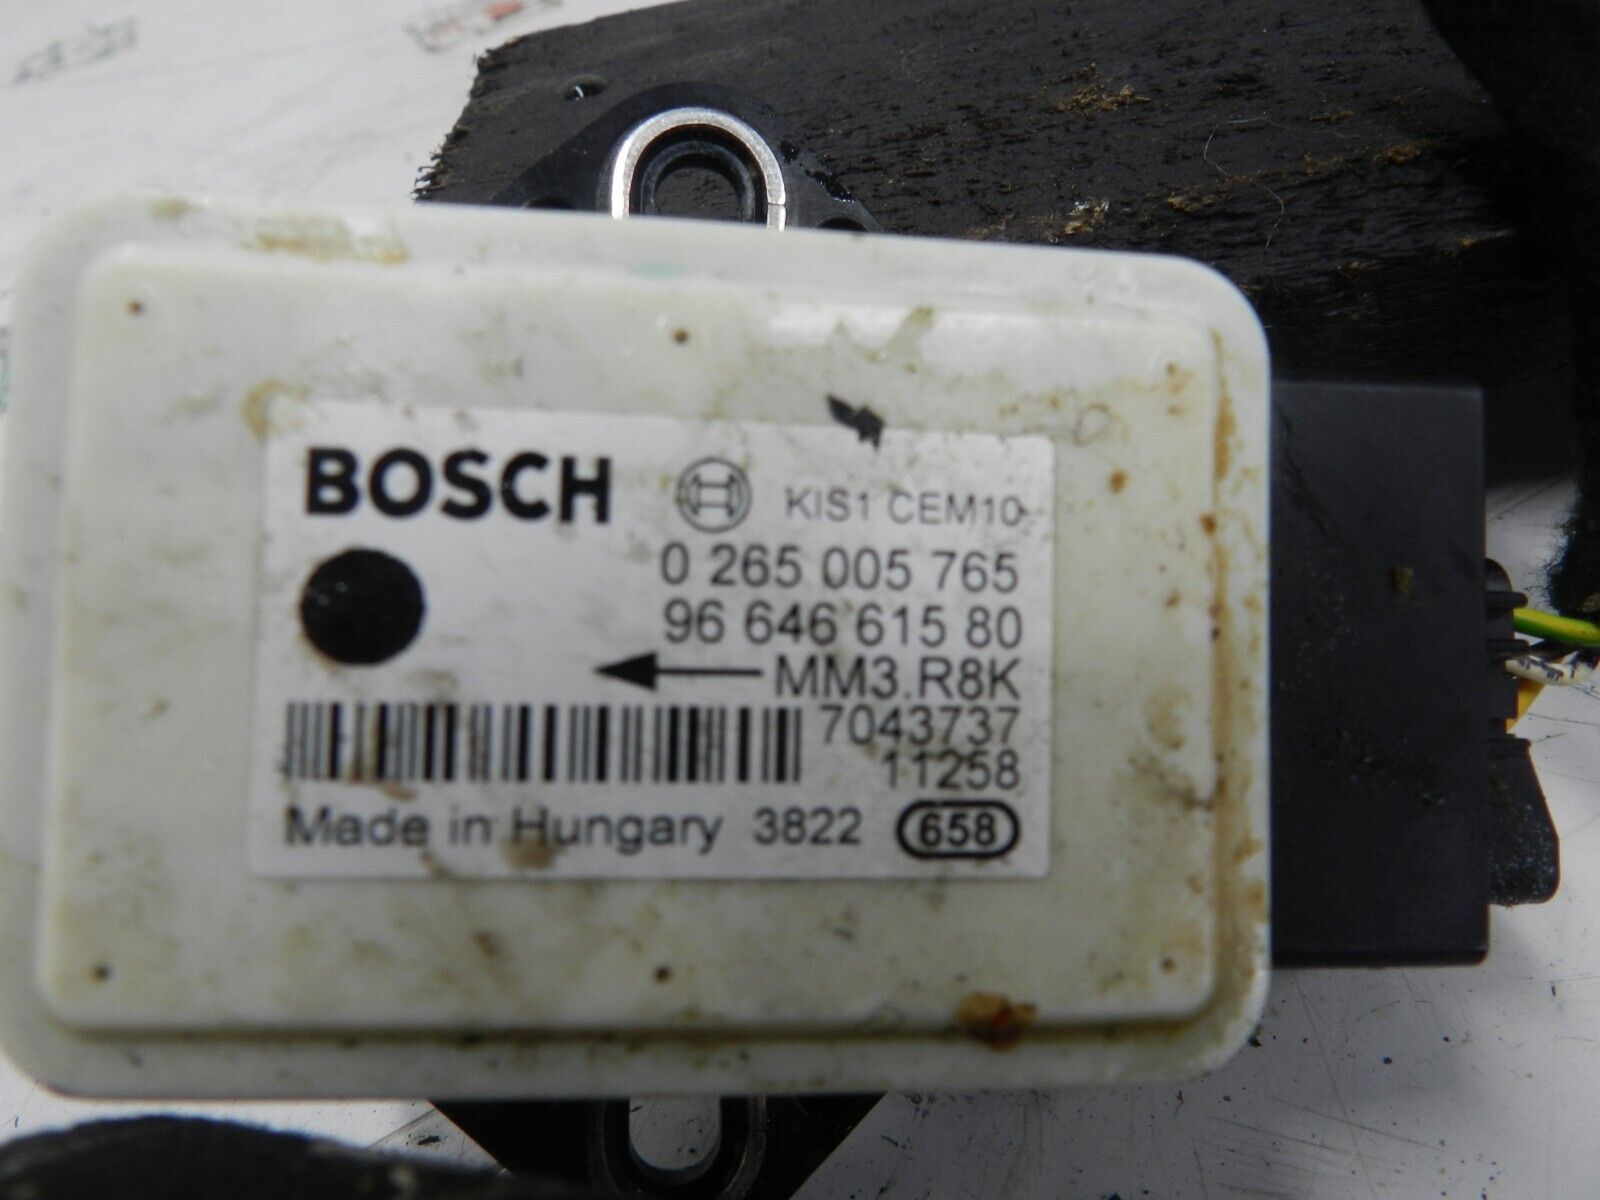 BOSCH KIS1 CEM10
0 265 005 765
96 646 615 80
MM3.R8K
7043737
11258
Made in Hungary 3822 658